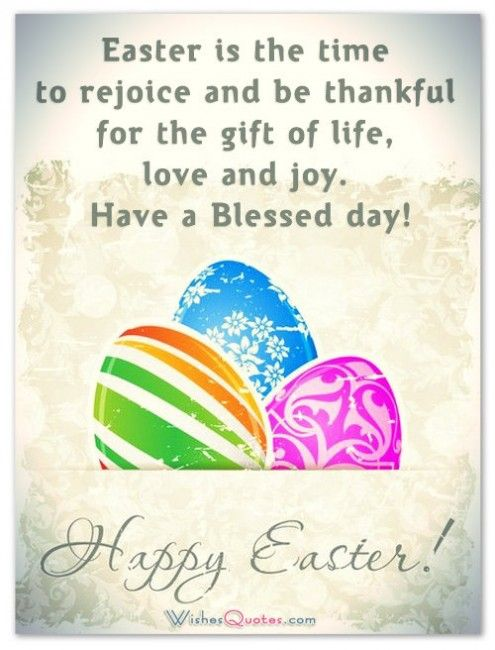 Easter is the time
to rejoice and be thankful
for the gift of life,
love and joy.
Have a Blessed day!
Happy Easter!
WishesQuotes.com